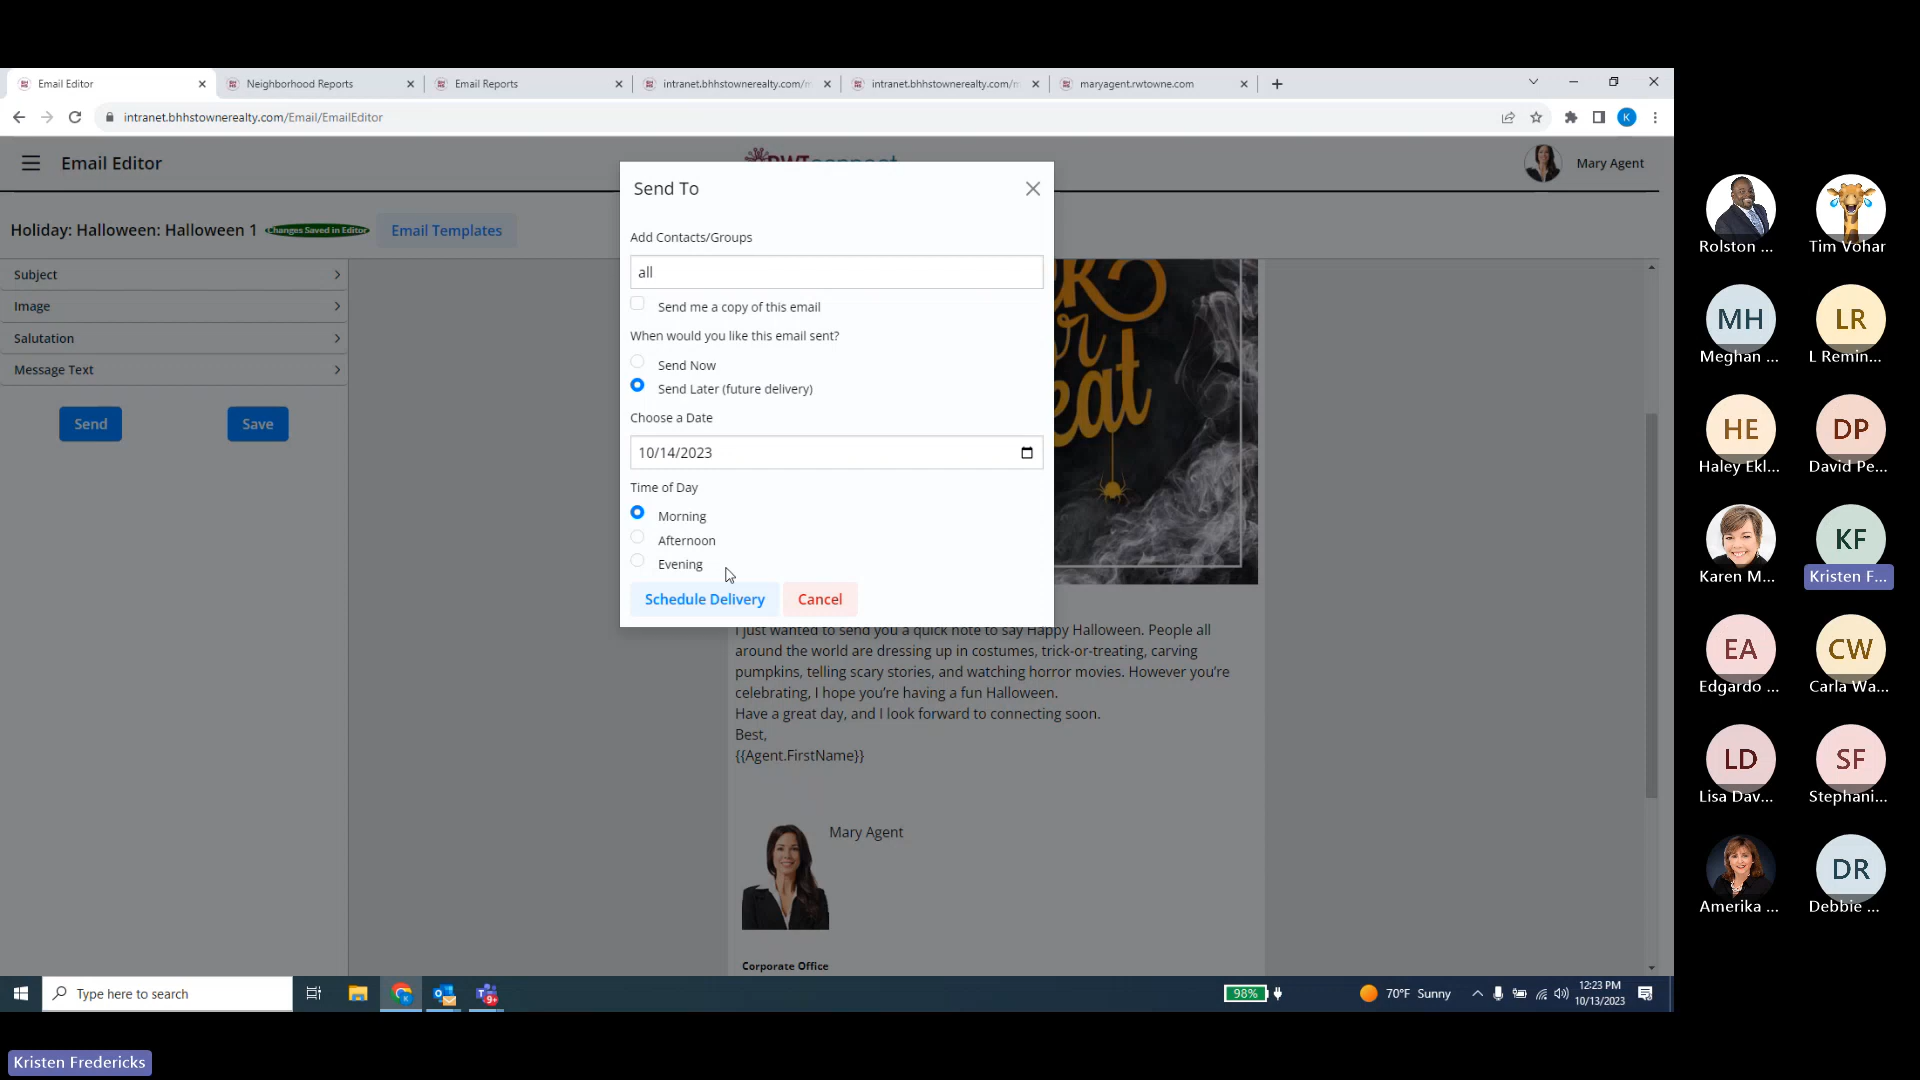 Email Editor
Neighborhood Reports
Email Reports
intranet.bhhstownerealty.com/m
intranet.bhhstownerealty.com/m
maryagent.rwtowne.com
intranet.bhhstownerealty.com/Email/EmailEditor
K
Email Editor
Mary Agent
Holiday: Halloween: Halloween 1
Changes Saved in Editor
Email Templates
Subject
Image
Salutation
Message Text
Send
Save
Send To
Add Contacts/Groups
all
Send me a copy of this email
When would you like this email sent?
Send Now
Send Later (future delivery)
Choose a Date
10/14/2023
Time of Day
Morning
Afternoon
Evening
Schedule Delivery
Cancel
I just wanted to send you a quick note to say Happy Halloween. People all
around the world are dressing up in costumes, trick-or-treating, carving
pumpkins, telling scary stories, and watching horror movies. However you're
celebrating, I hope you're having a fun Halloween.
Have a great day, and I look forward to connecting soon.
Best,
{{Agent.FirstName}}
Mary Agent
Corporate Office
Type here to search
98%
70°F Sunny
12:23 PM
10/13/2023
Rolston ...
Tim Vohar
MH
Meghan ...
LR
L Remin...
HE
Haley Ekl...
DP
David Pe...
Karen M...
KF
Kristen F...
EA
Edgardo ...
CW
Carla Wa...
LD
Lisa Dav...
SF
Stephani...
Amerika ...
DR
Debbie ...
Kristen Fredericks